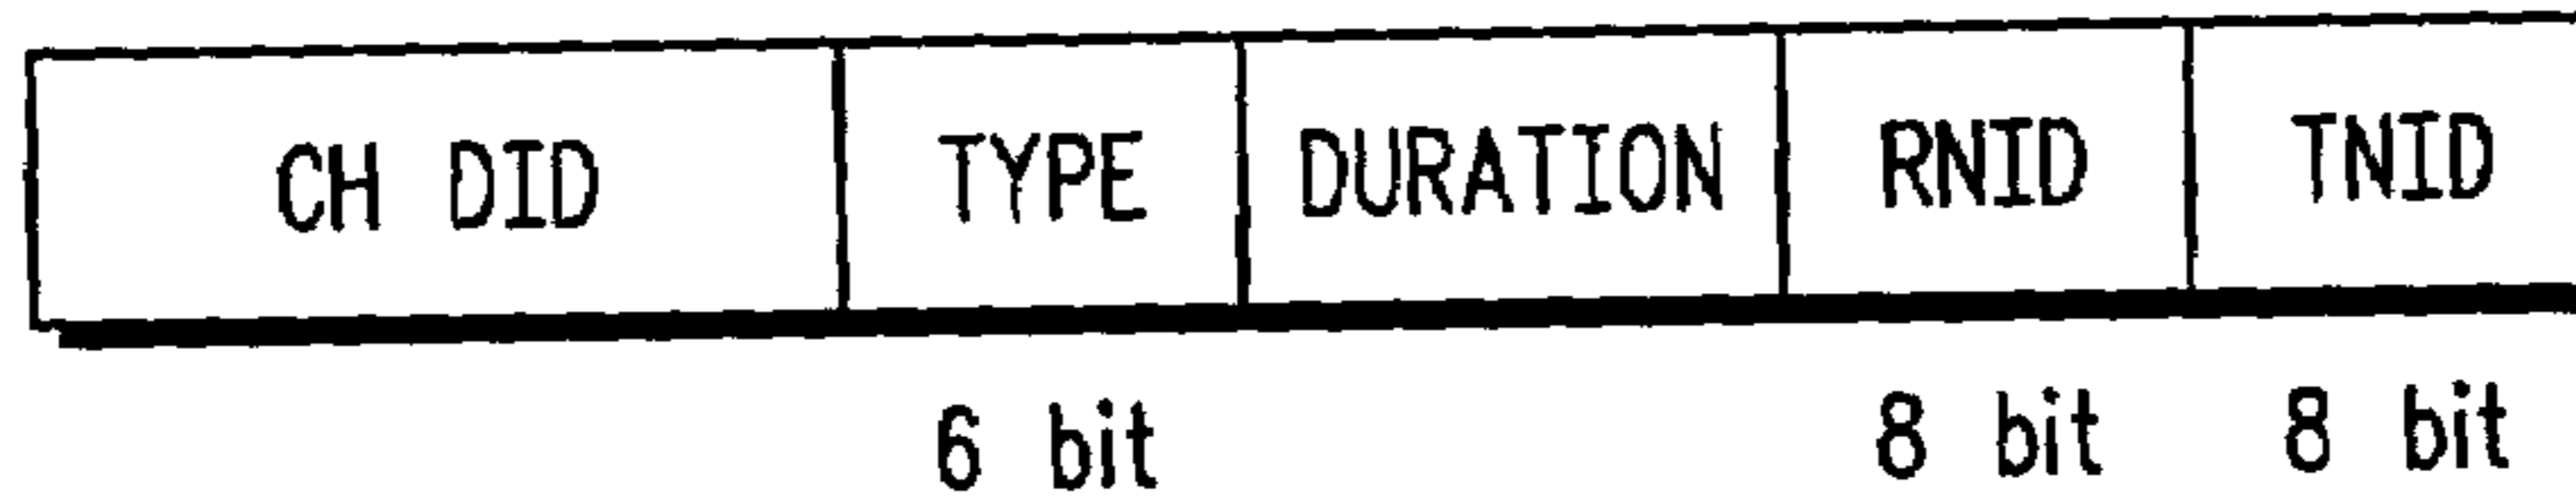 CH DID TYPE DURATION RNID TNID
6 bit 8 bit 8 bit